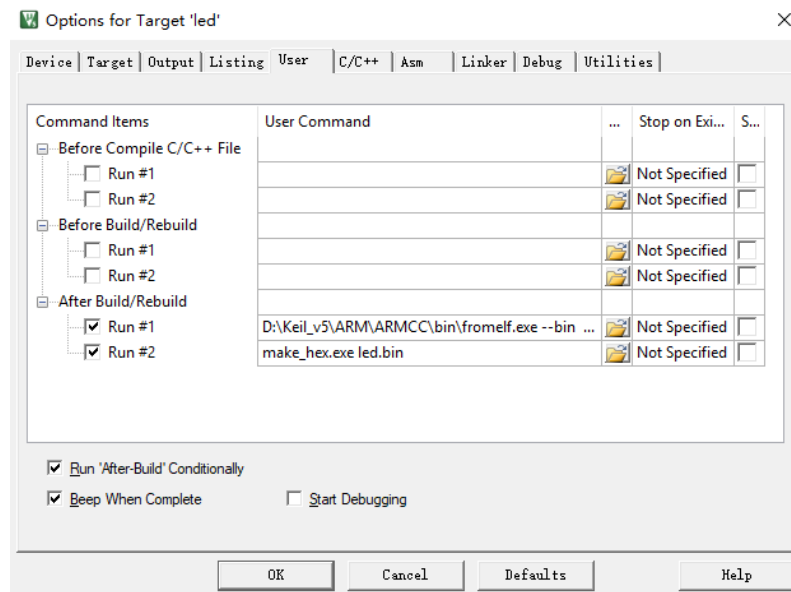 Options for Target 'led'
Device Target Output Listing User C/C++ Asm Linker Debug Utilities
Command Items User Command ... Stop on Exi... S...
Before Compile C/C++ File
Run #1 Not Specified
Run #2 Not Specified
Before Build/Rebuild
Run #1 Not Specified
Run #2 Not Specified
After Build/Rebuild
Run #1 D:\Keil_v5\ARM\ARMCC\bin\fromelf.exe --bin ... Not Specified
Run #2 make_hex.exe led.bin Not Specified
Run 'After-Build' Conditionally
Beep When Complete Start Debugging
OK Cancel Defaults Help